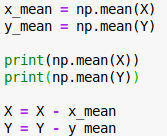 x_mean = np.mean(X)
y_mean = np.mean(Y)
print(np.mean(X))
print(np.mean(Y))
X = X - x_mean
Y = Y - y_mean